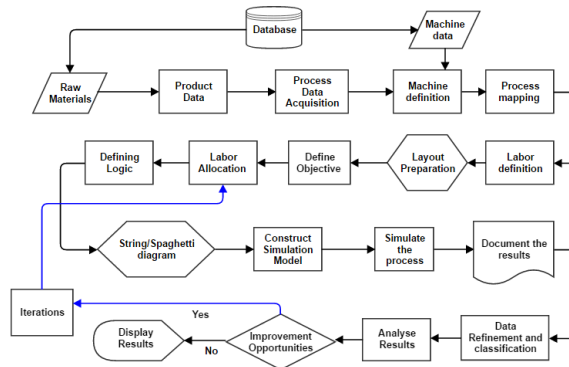 Database
Machine
data
Raw
Materials
Product
Data
Process
Data
Acquisition
Machine
definition
Process
mapping
Defining
Logic
Labor
Allocation
Define
Objective
Layout
Preparation
Labor
definition
String/Spaghetti
diagram
Construct
Simulation
Model
Simulate
the
process
Document the
results
Iterations
Yes
Display
Results
No
Improvement
Opportunities
Analyse
Results
Data
Refinement and
classification